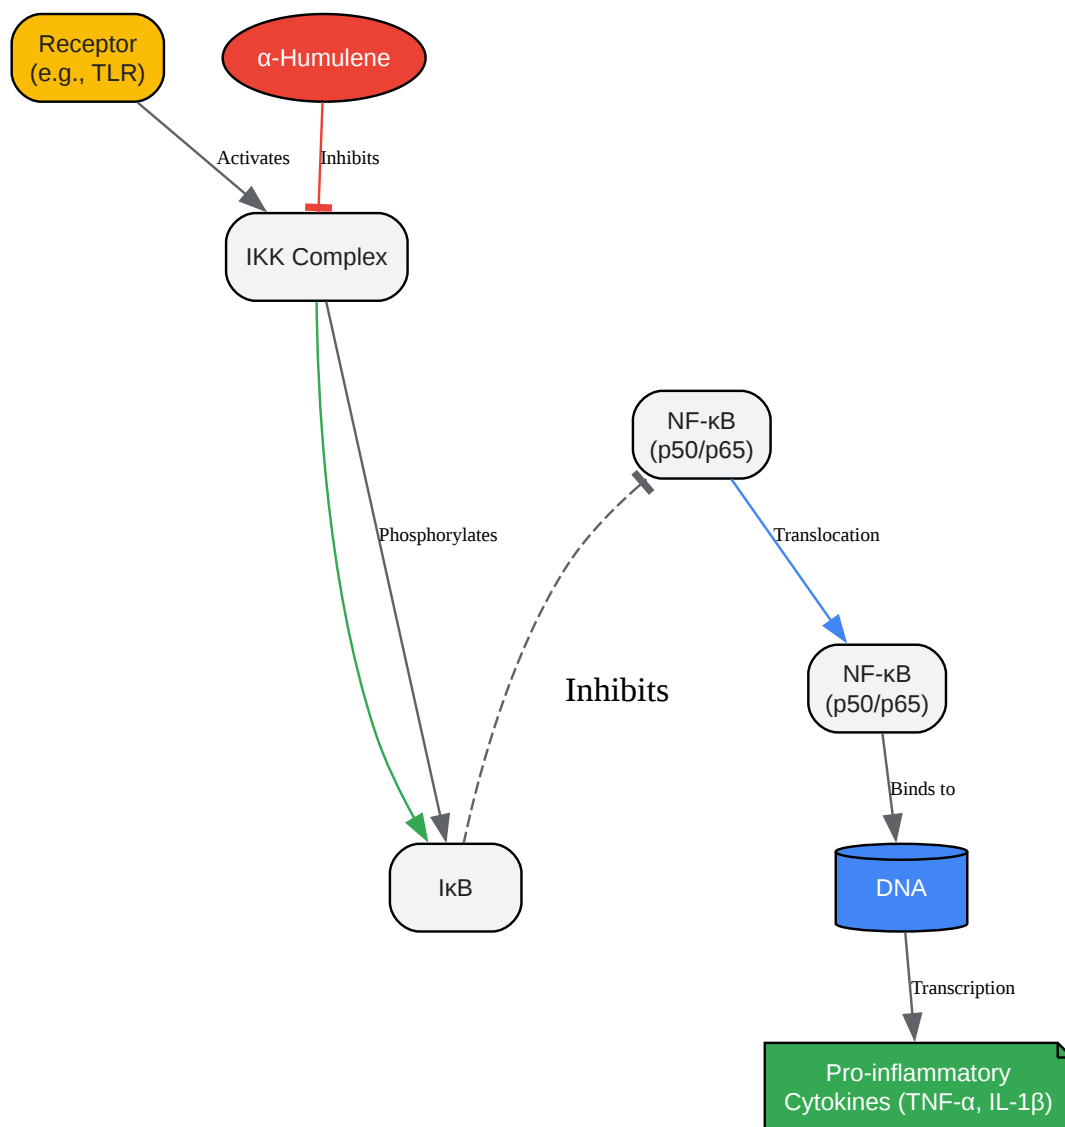 Receptor
(e.g., TLR)
α-Humulene
Activates
Inhibits
IKK Complex
NF-κB
(p50/p65)
Phosphorylates
Translocation
NF-κB
(p50/p65)
Inhibits
Binds to
IκB
DNA
Transcription
Pro-inflammatory
Cytokines (TNF-α, IL-1β)